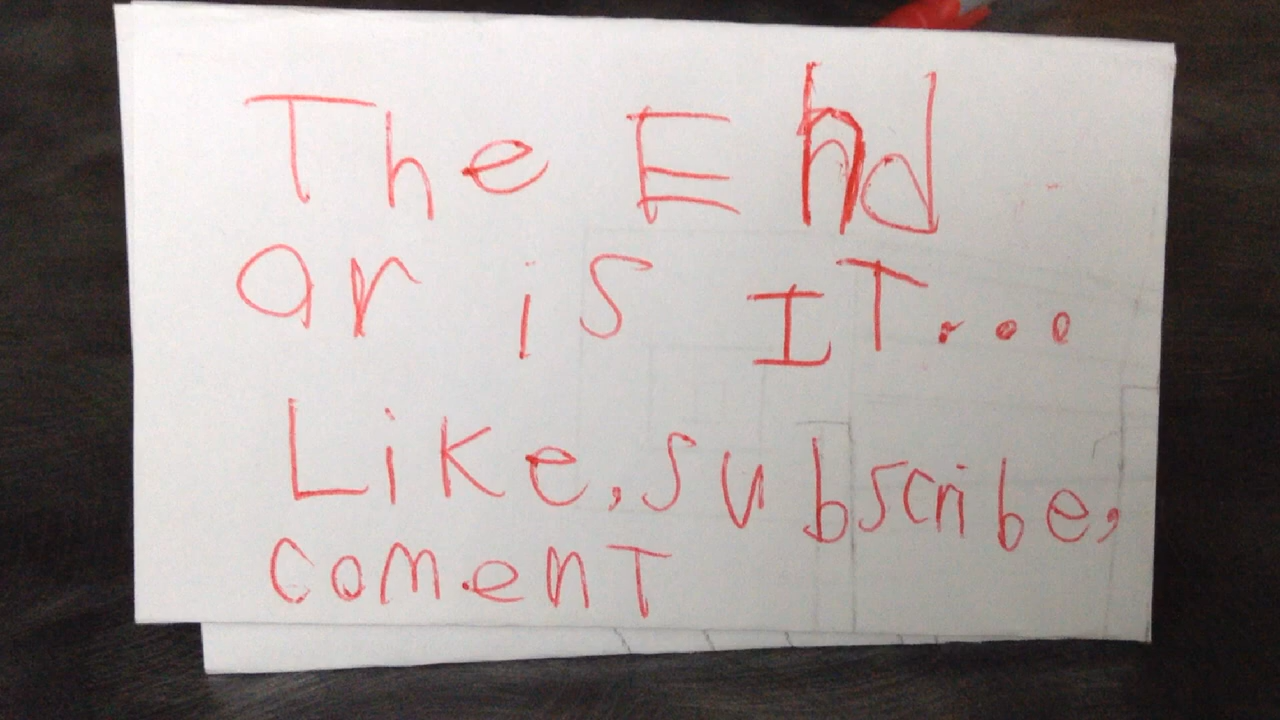 The End
or is IT...
Like, subscribe,
coment